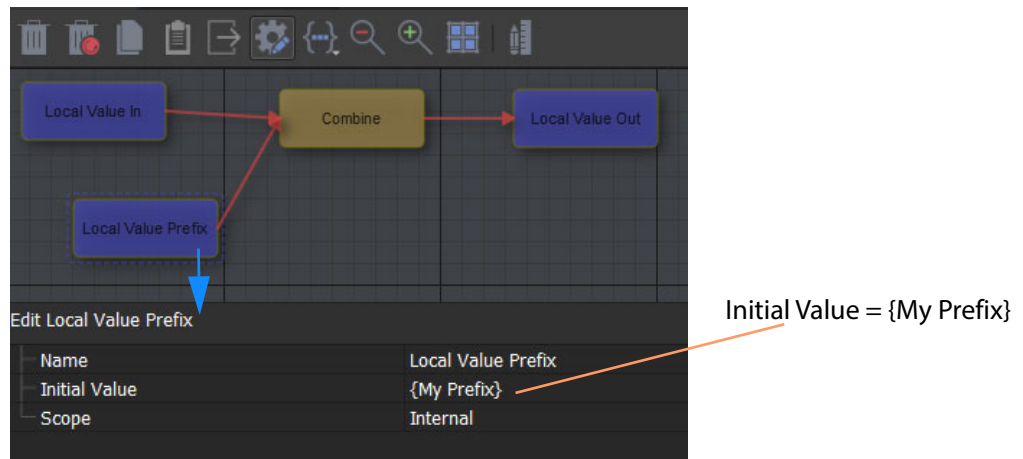 Local Value In
Combine
Local Value Out
Local Value Prefix
Edit Local Value Prefix
Name Local Value Prefix
Initial Value {My Prefix}
Scope Internal
Initial Value = {My Prefix}